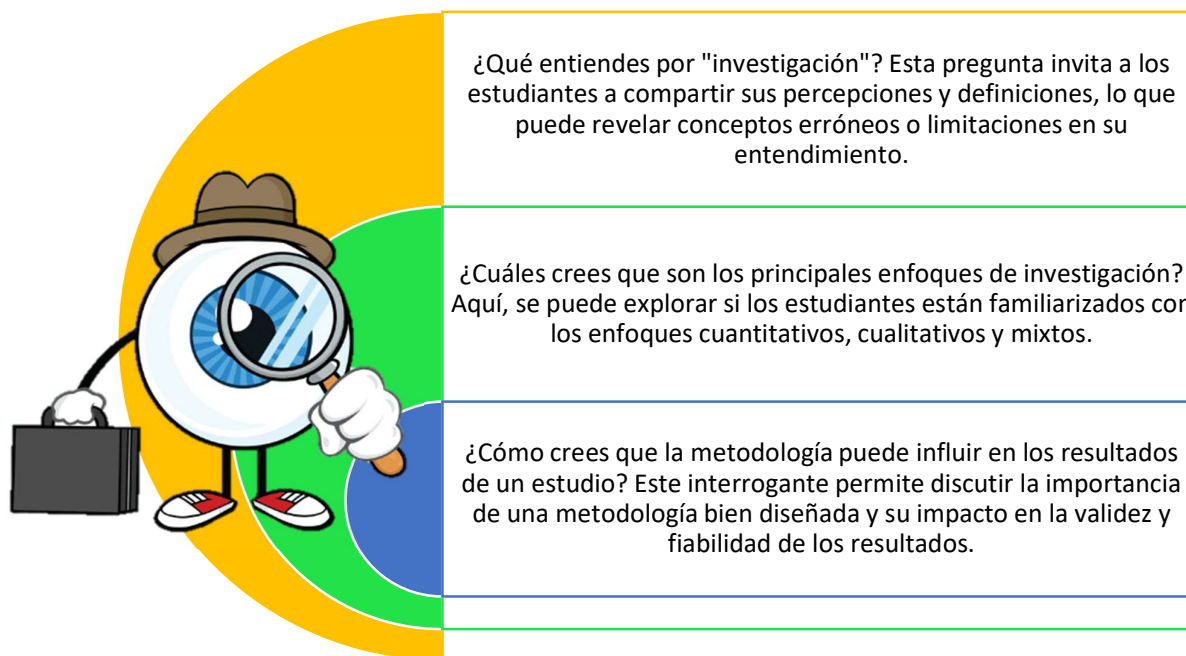 ¿Qué entiendes por "investigación"? Esta pregunta invita a los
estudiantes a compartir sus percepciones y definiciones, lo que
puede revelar conceptos erróneos o limitaciones en su
entendimiento.
¿Cuáles crees que son los principales enfoques de investigación?
Aquí, se puede explorar si los estudiantes están familiarizados con
los enfoques cuantitativos, cualitativos y mixtos.
¿Cómo crees que la metodología puede influir en los resultados
de un estudio? Este interrogante permite discutir la importancia
de una metodología bien diseñada y su impacto en la validez y
fiabilidad de los resultados.